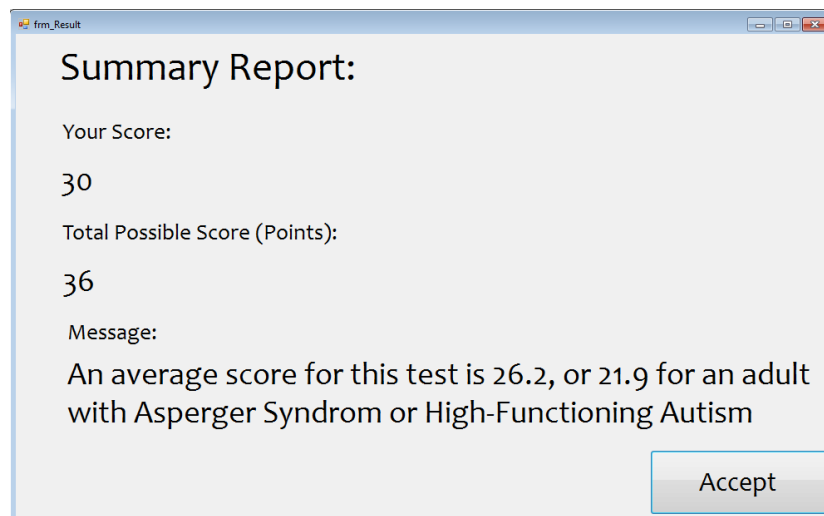 frm_Result
Summary Report:
Your Score:
30
Total Possible Score (Points):
36
Message:
An average score for this test is 26.2, or 21.9 for an adult
with Asperger Syndrom or High-Functioning Autism
Accept